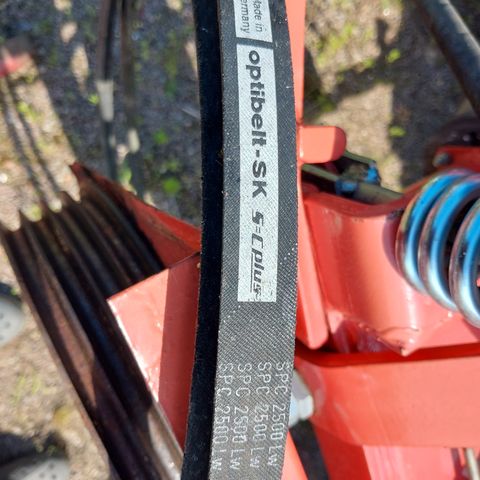 Made in
Germany
optibelt-SK S=C plus
SPC 2500 LW
SPC 2500 LW
SPC 2500 LW
SPC 2500 LW